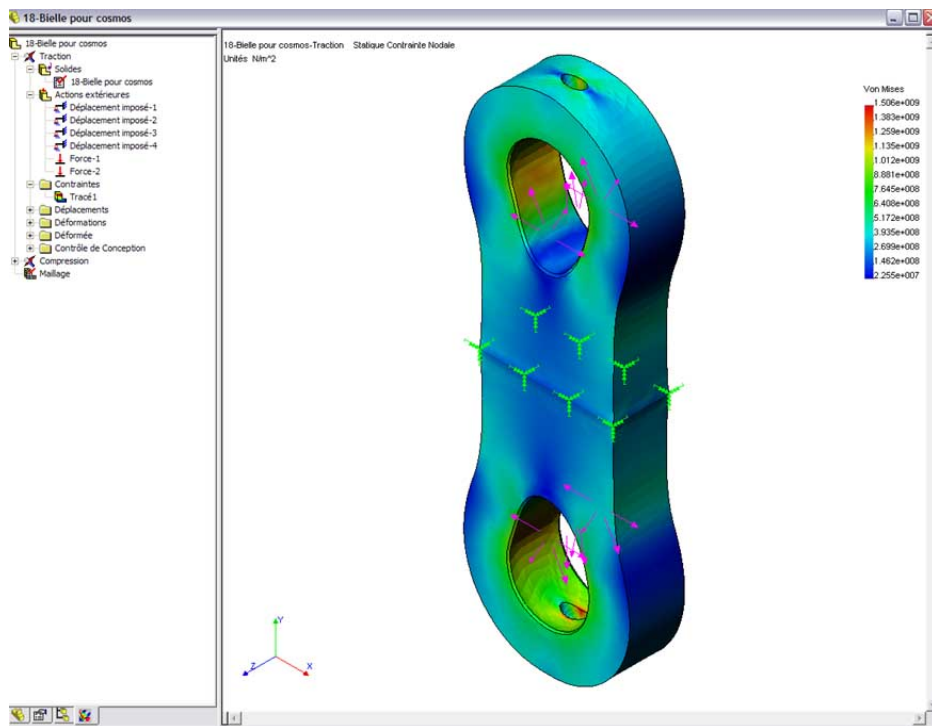 18-Bielle pour cosmos
18-Bielle pour cosmos
Traction
Solides
18-Bielle pour cosmos
Actions extérieures
Déplacement imposé-1
Déplacement imposé-2
Déplacement imposé-3
Déplacement imposé-4
Force-1
Force-2
Contraintes
Tracé1
Déplacements
Déformations
Déformée
Contrôle de Conception
Compression
Maillage
18-Bielle pour cosmos-Traction Statique Contrainte Nodale
Unités N/m^2
Von Mises
1.506e+009
1.383e+009
1.259e+009
1.135e+009
1.012e+009
8.881e+008
7.645e+008
6.408e+008
5.172e+008
3.935e+008
2.699e+008
1.462e+008
2.255e+007
Y
Z
X